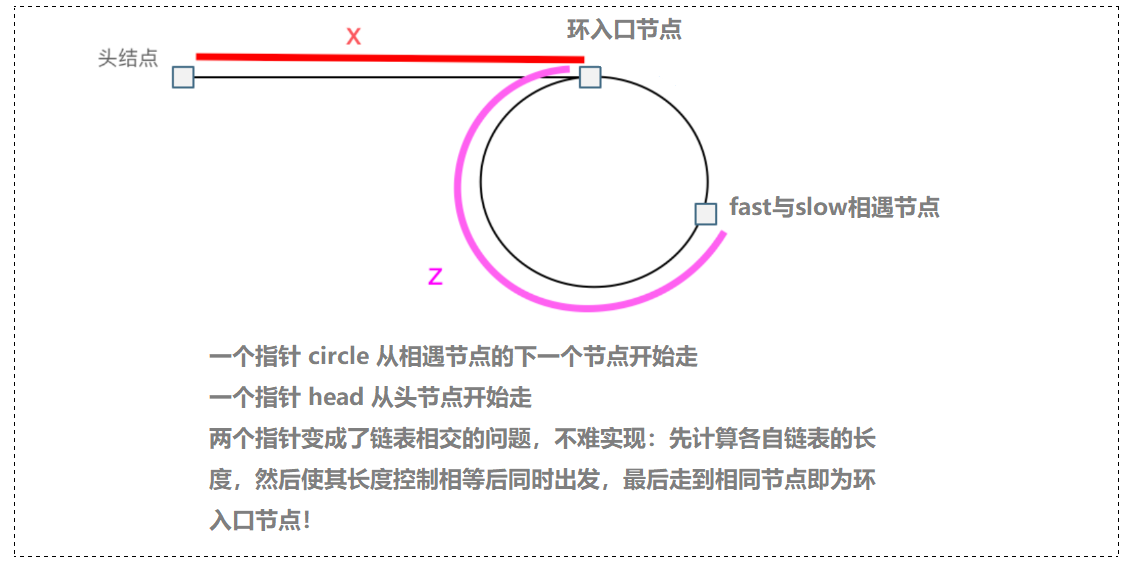 x
环入口节点
头结点
fast与slow相遇节点
z
一个指针 circle 从相遇节点的下一个节点开始走
一个指针 head 从头节点开始走
两个指针变成了链表相交的问题，不难实现：先计算各自链表的长
度，然后使其长度控制相等后同时出发，最后走到相同节点即为环
入口节点！